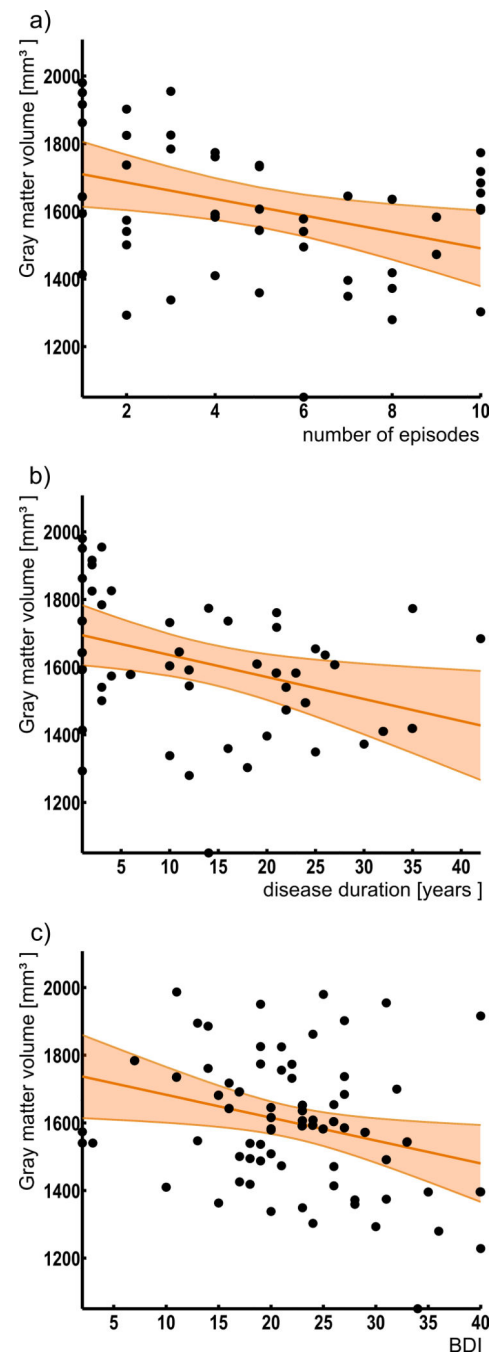 a)
Gray matter volume [mm³ ]
2000
1800
1600
1400
1200
2 4 6 8 10
number of episodes
b)
Gray matter volume [mm³ ]
2000
1800
1600
1400
1200
5 10 15 20 25 30 35 40
disease duration [years ]
c)
Gray matter volume [mm³ ]
2000
1800
1600
1400
1200
5 10 15 20 25 30 35 40
BDI